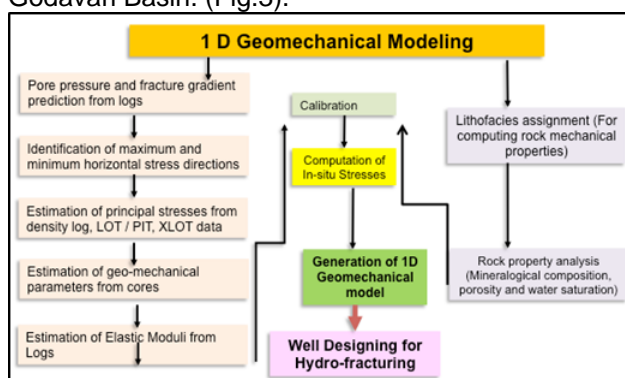 Godavari Basin. (Fig.3).
1 D Geomechanical Modeling
Pore pressure and fracture gradient
prediction from logs
Identification of maximum and
minimum horizontal stress directions
Estimation of principal stresses from
density log, LOT / PIT, XLOT data
Estimation of geo-mechanical
parameters from cores
Estimation of Elastic Moduli from
Logs
Calibration
Computation of
In-situ Stresses
Generation of 1D
Geomechanical
model
Well Designing for
Hydro-fracturing
Lithofacies assignment (For
computing rock mechanical
properties)
Rock property analysis
(Mineralogical composition,
porosity and water saturation)